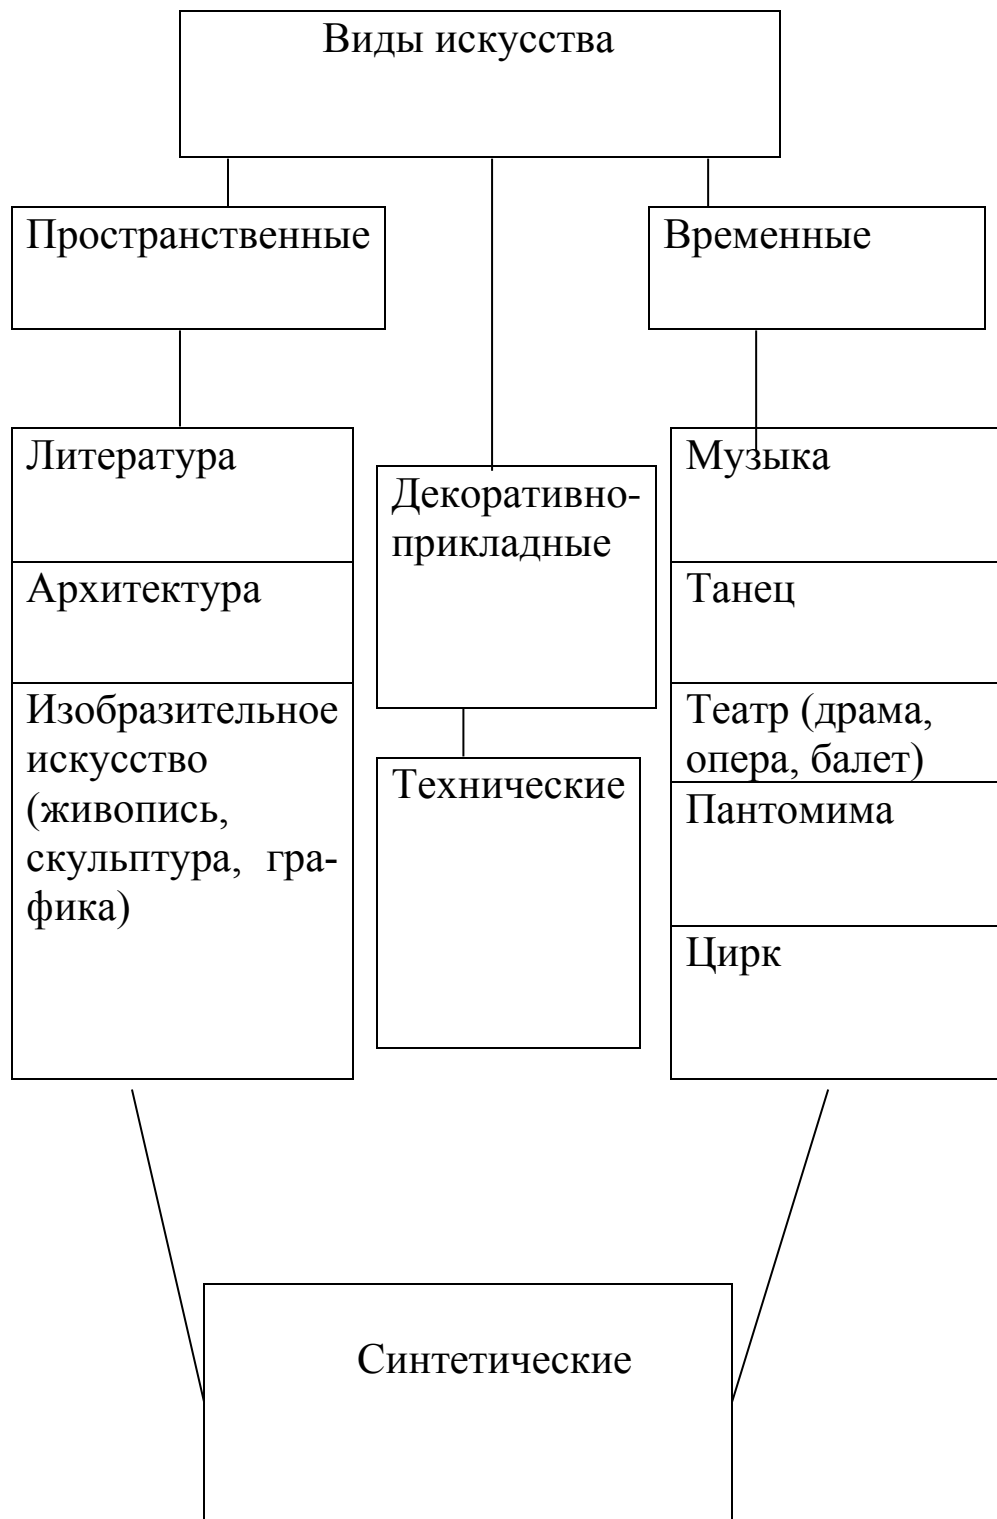 Виды искусства
Пространственные
Временные
Литература
Архитектура
Изобразительное
искусство
(живопись,
скульптура, гра-
фика)
Декоративно-
прикладные
Технические
Музыка
Танец
Театр (драма,
опера, балет)
Пантомима
Цирк
Синтетические